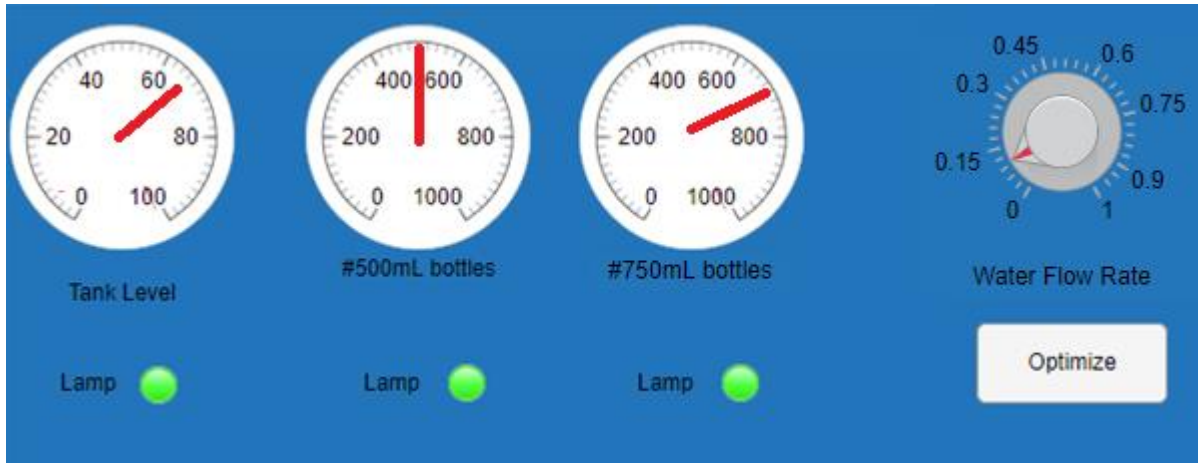 40 60
20 80
0 100
Tank Level
Lamp
400 600
200 800
0 1000
#500mL bottles
Lamp
400 600
200 800
0 1000
#750mL bottles
Lamp
0.45 0.6
0.3 0.75
0.15 0.9
0 1
Water Flow Rate
Optimize